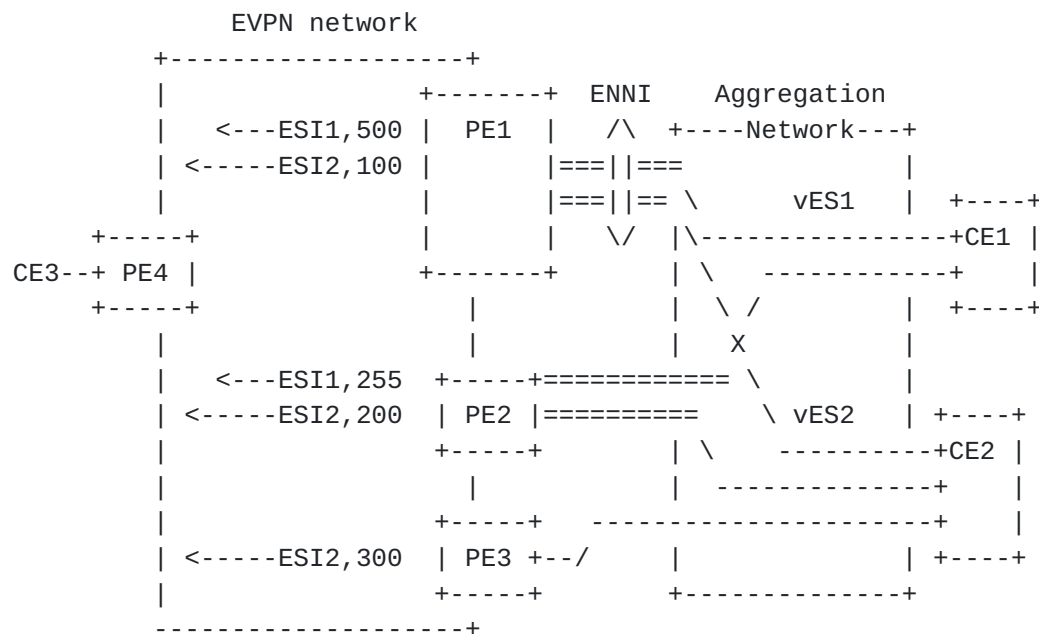 EVPN network
ENNI Aggregation
<---ESI1,500 PE1 Network
<-----ESI2,100
vES1
CE1
CE3 PE4
X
<---ESI1,255
<-----ESI2,200 PE2 vES2
CE2
<-----ESI2,300 PE3